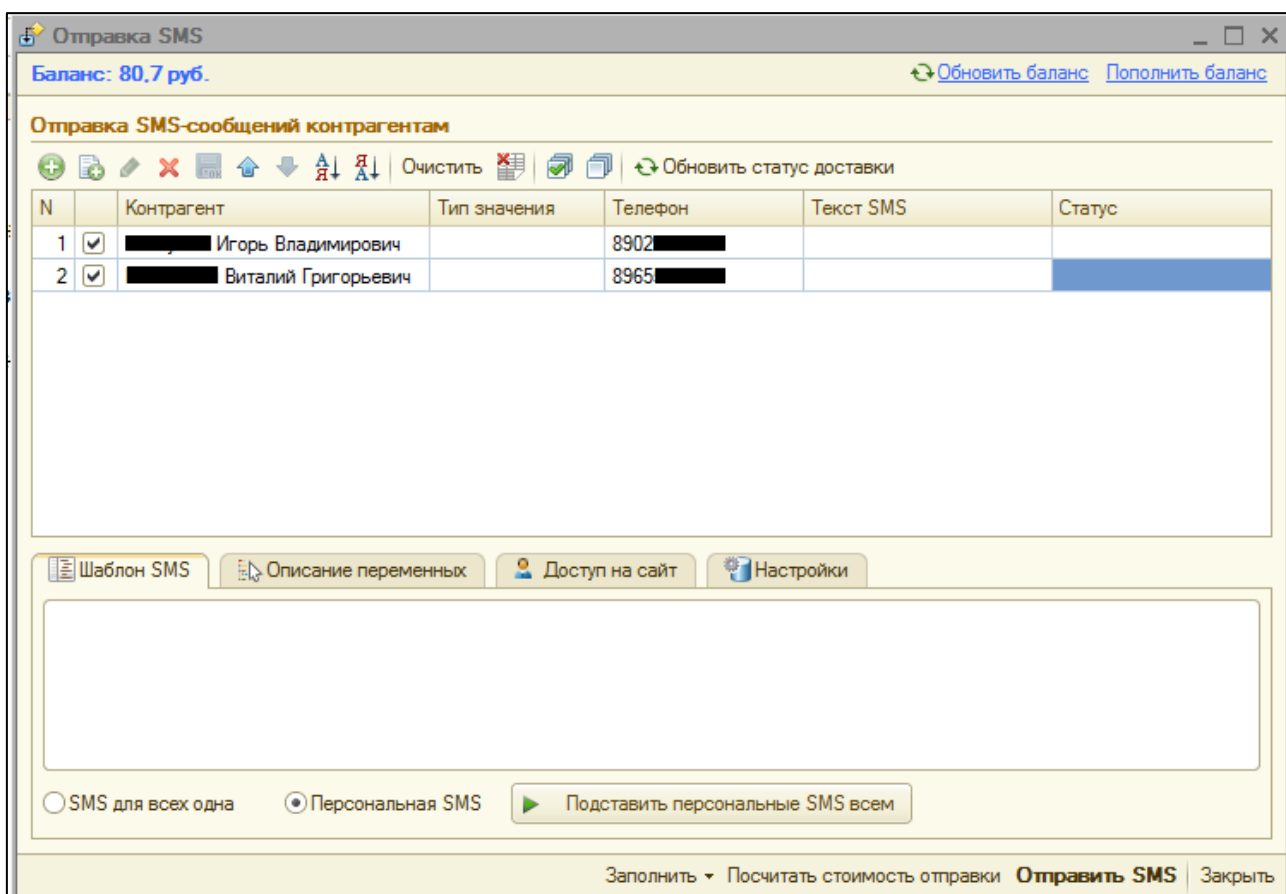 Отправка SMS
Баланс: 80,7 руб. Обновить баланс Пополнить баланс
Отправка SMS-сообщений контрагентам
Очистить Обновить статус доставки
N Контрагент Тип значения Телефон Текст SMS Статус
1 Игорь Владимирович 8902
2 Виталий Григорьевич 8965
Шаблон SMS Описание переменных Доступ на сайт Настройки
SMS для всех одна Персональная SMS Подставить персональные SMS всем
Заполнить Посчитать стоимость отправки Отправить SMS Закрыть